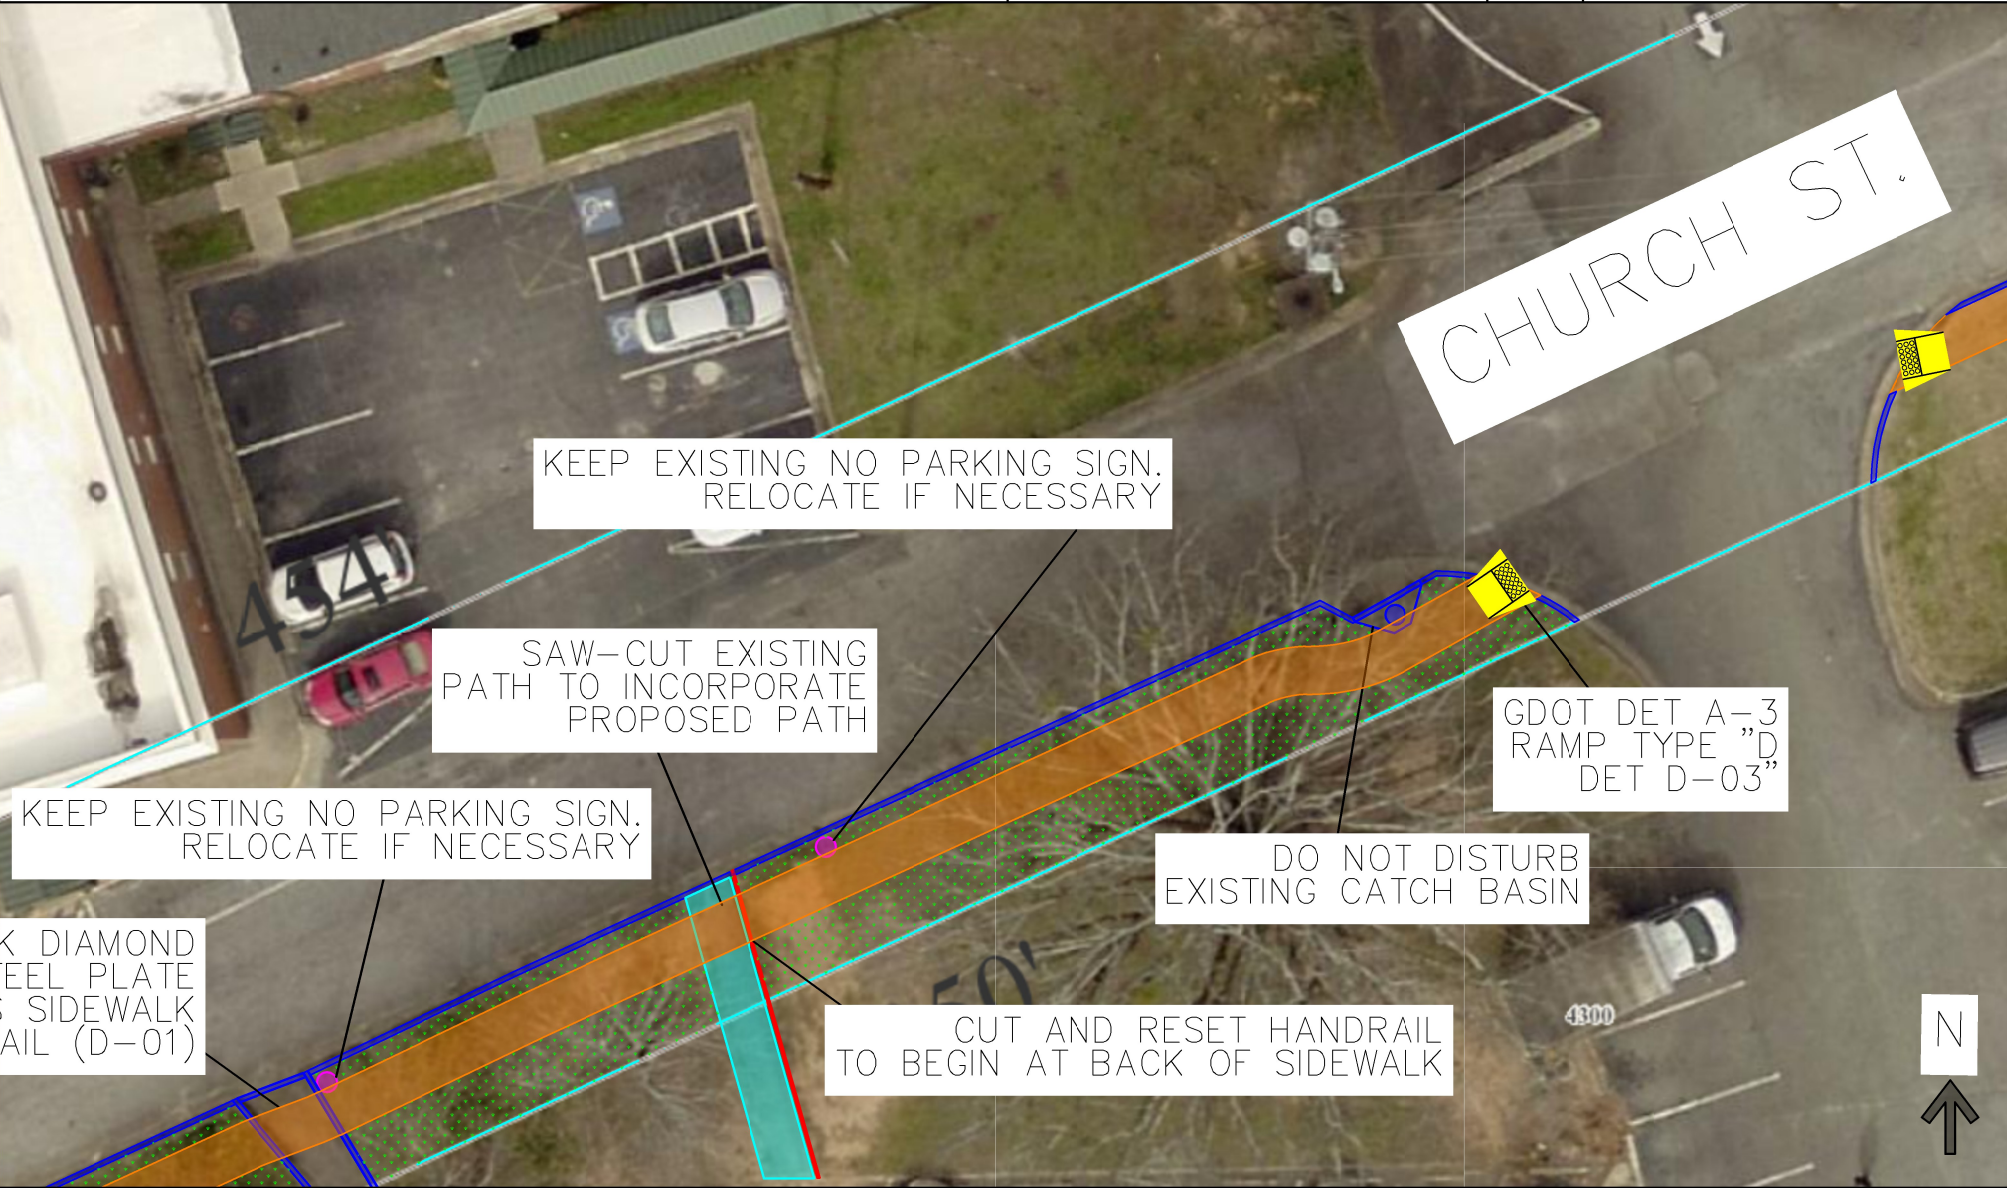 CHURCH ST.
KEEP EXISTING NO PARKING SIGN.
RELOCATE IF NECESSARY
454'
SAW-CUT EXISTING
PATH TO INCORPORATE
PROPOSED PATH
GDOT DET A-3
RAMP TYPE "D
DET D-03"
KEEP EXISTING NO PARKING SIGN.
RELOCATE IF NECESSARY
DO NOT DISTURB
EXISTING CATCH BASIN
K DIAMOND
TEEL PLATE
S SIDEWALK
AIL (D-01)
50'
CUT AND RESET HANDRAIL
TO BEGIN AT BACK OF SIDEWALK
4300
N